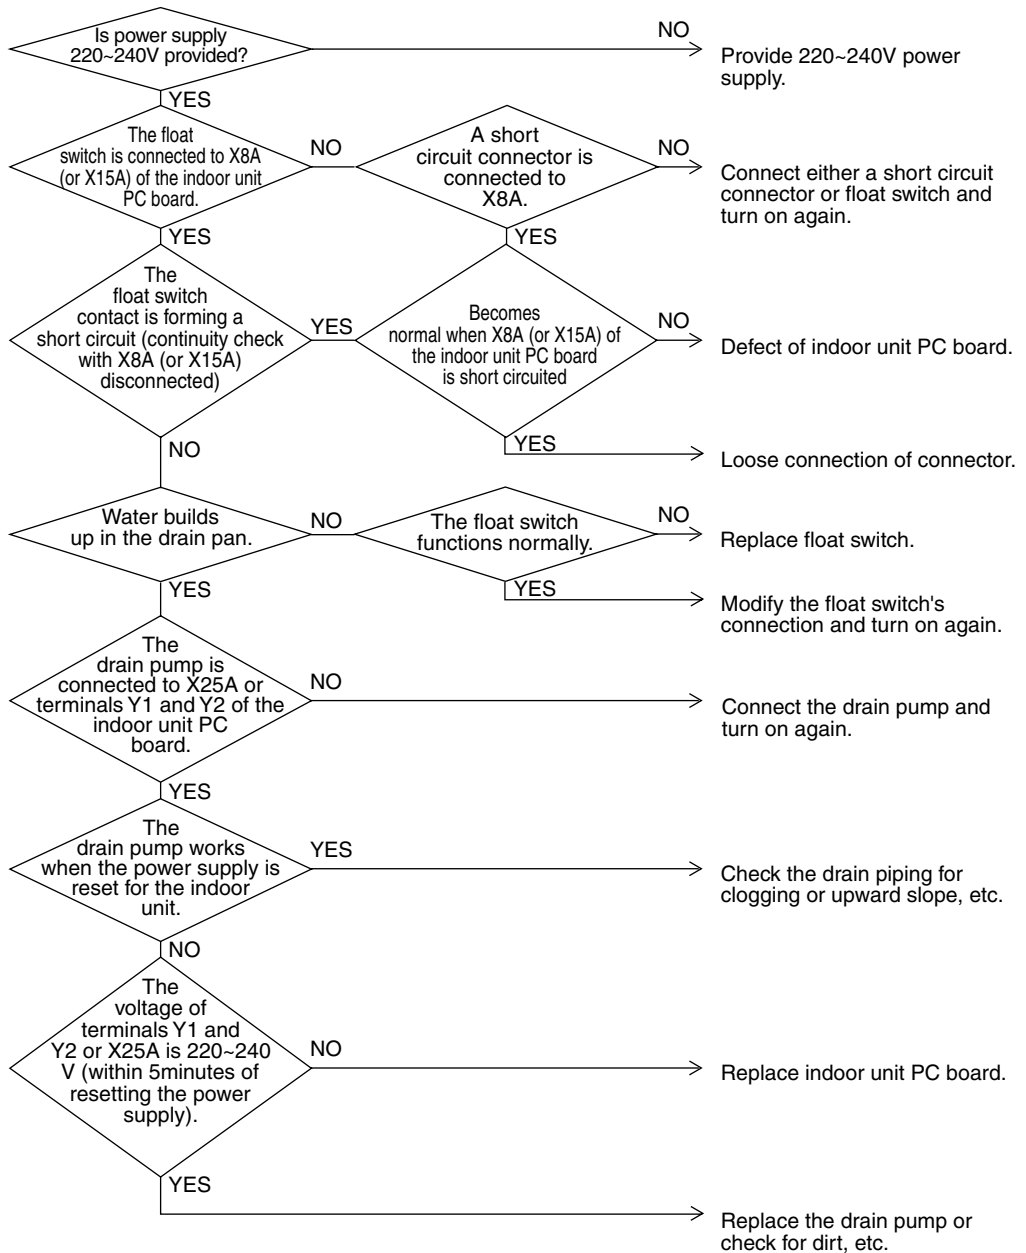 Is power supply
220~240V provided?
NO
Provide 220~240V power
supply.
YES
The float
switch is connected to X8A
(or X15A) of the indoor unit
PC board.
NO
A short
circuit connector is
connected to
X8A.
NO
Connect either a short circuit
connector or float switch and
turn on again.
YES
YES
The
float switch
contact is forming a
short circuit (continuity check
with X8A (or X15A)
disconnected)
YES
Becomes
normal when X8A (or X15A) of
the indoor unit PC board
is short circuited
NO
Defect of indoor unit PC board.
NO
YES
Loose connection of connector.
Water builds
up in the drain pan.
NO
The float switch
functions normally.
NO
Replace float switch.
YES
YES
Modify the float switch's
connection and turn on again.
The
drain pump is
connected to X25A or
terminals Y1 and Y2 of the
indoor unit PC
board.
NO
Connect the drain pump and
turn on again.
YES
The
drain pump works
when the power supply is
reset for the indoor
unit.
YES
Check the drain piping for
clogging or upward slope, etc.
NO
The
voltage of
terminals Y1 and
Y2 or X25A is 220~240
V (within 5minutes of
resetting the power
supply).
NO
Replace indoor unit PC board.
YES
Replace the drain pump or
check for dirt, etc.